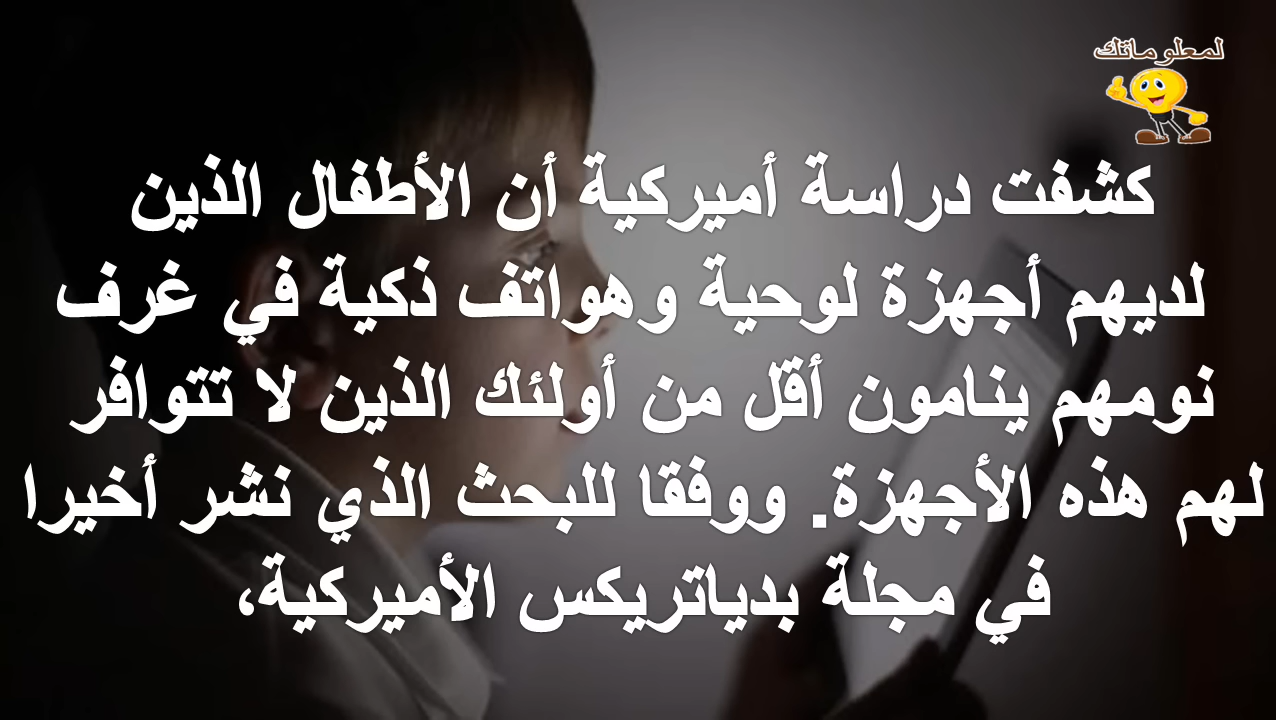 لمعلوماتك
كشفت دراسة أميركية أن الأطفال الذين
لديهم أجهزة لوحية وهواتف ذكية في غرف
نومهم ينامون أقل من أولئك الذين لا تتوافر
لهم هذه الأجهزة. ووفقا للبحث الذي نشر أخيرا
في مجلة بدياتريكس الأميركية،